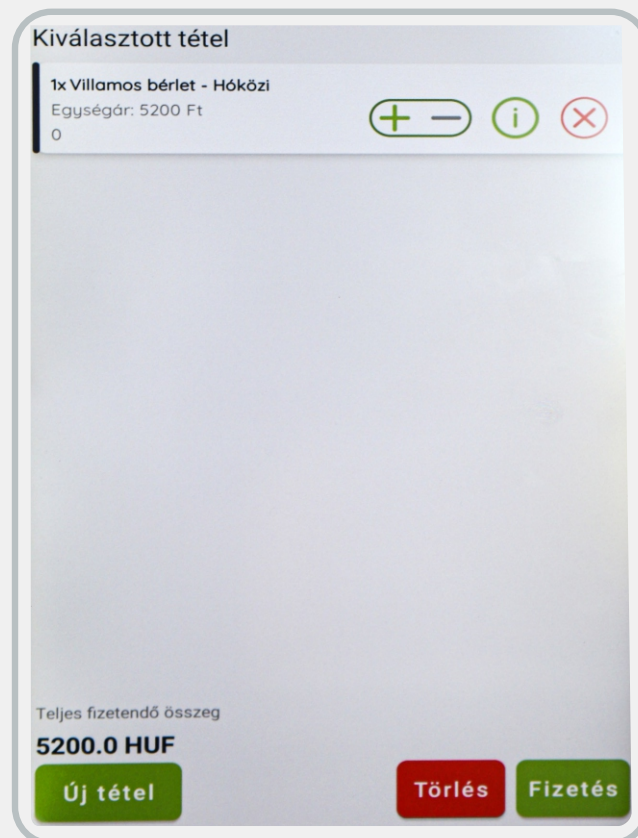 Kiválasztott tétel
1x Villamos bérlet - Hóközi
Egységár: 5200 Ft
0
i
Teljes fizetendő összeg
5200.0 HUF
Új tétel
Törlés
Fizetés